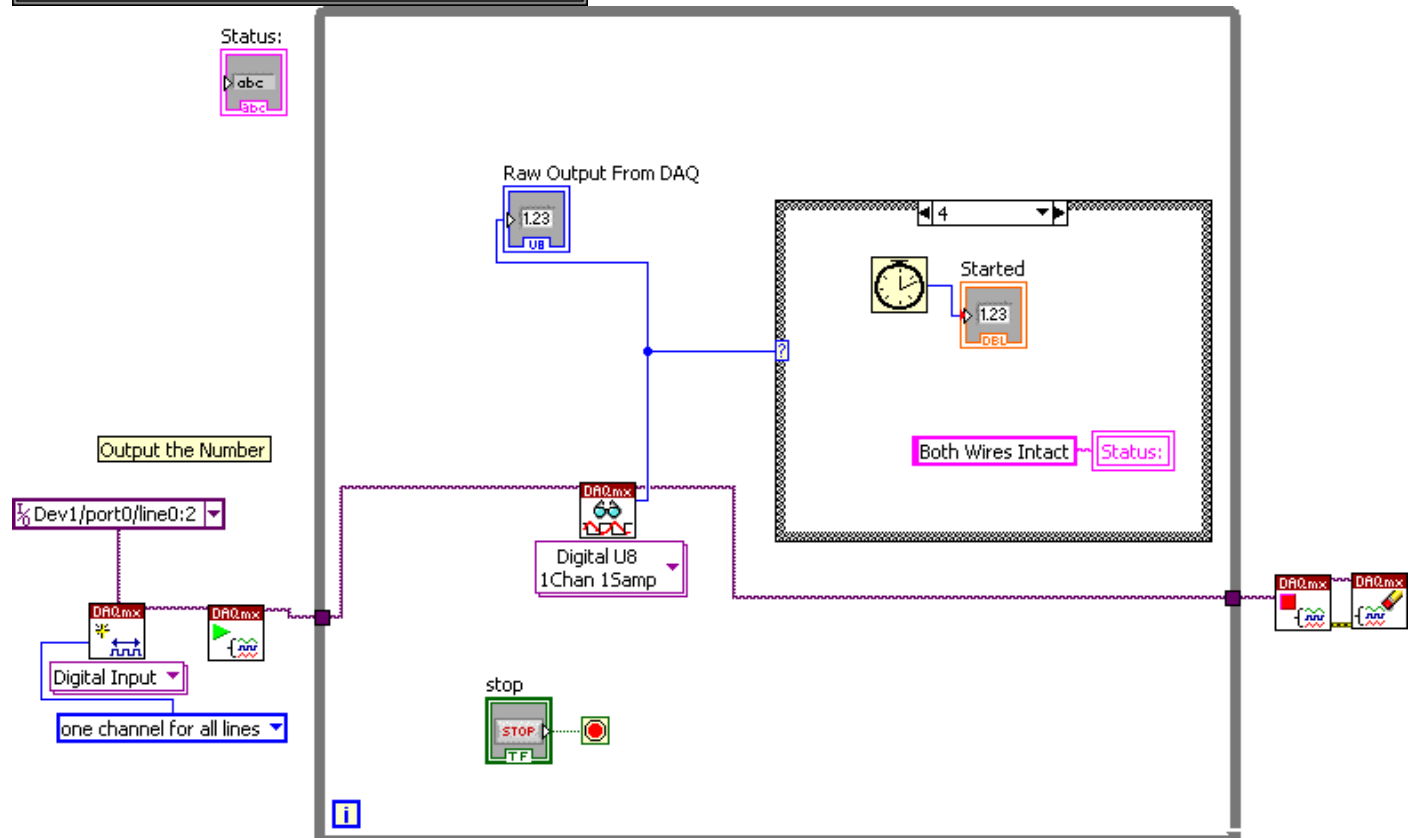 Status:
abc
abc
Raw Output From DAQ
1.23
U8
4
Started
1.23
DBL
?
Output the Number
Both Wires Intact
Status:
I/O Dev1/port0/line0:2
DAQmx
Digital U8
1Chan 1Samp
DAQmx
DAQmx
DAQmx
DAQmx
Digital Input
stop
STOP
TF
one channel for all lines
i